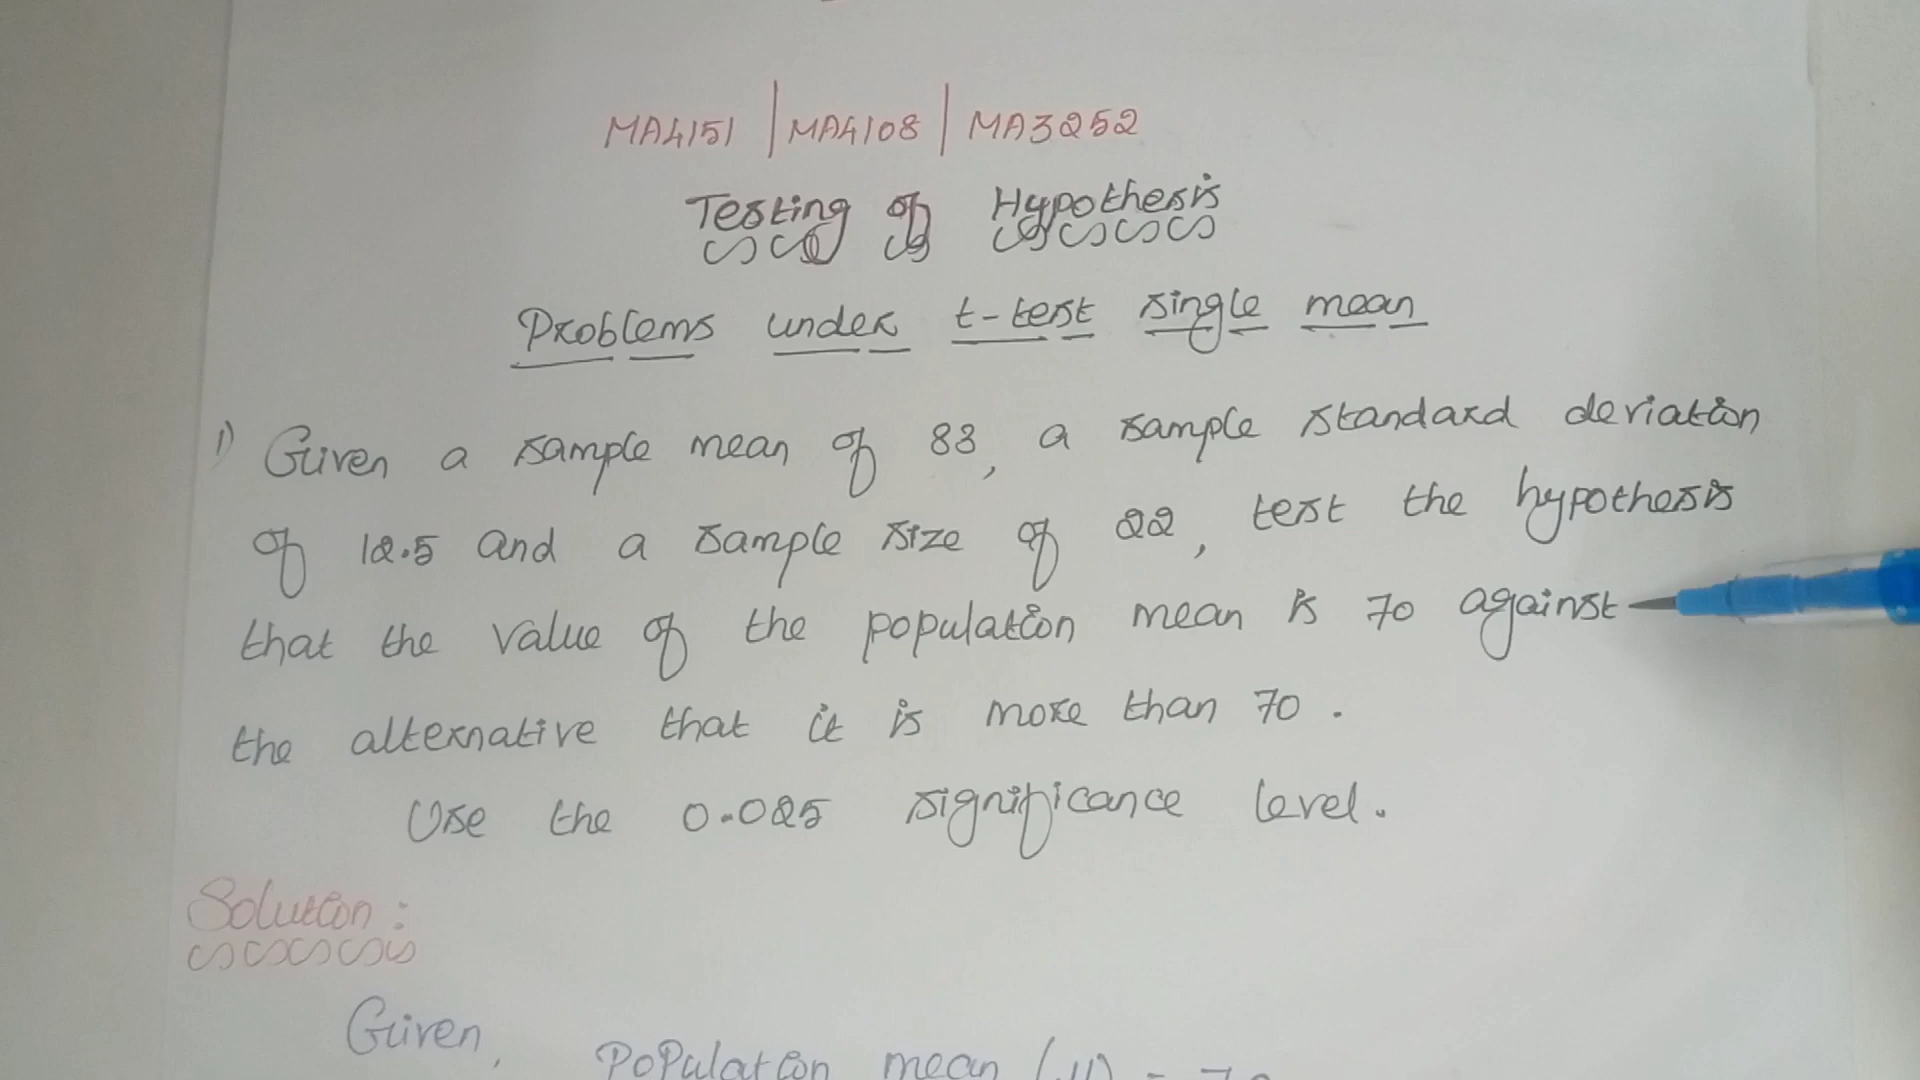 MA4151 | MA4108 | MA3252
Testing of Hypothesis
Problems under t-test single mean
1) Given a sample mean of 83, a sample standard deviation
of 12.5 and a sample size of 22, test the hypothesis
that the value of the population mean is 70 against
the alternative that it is more than 70.
Use the 0.025 significance level.
Solution:
Given, Population mean (μ) = 70